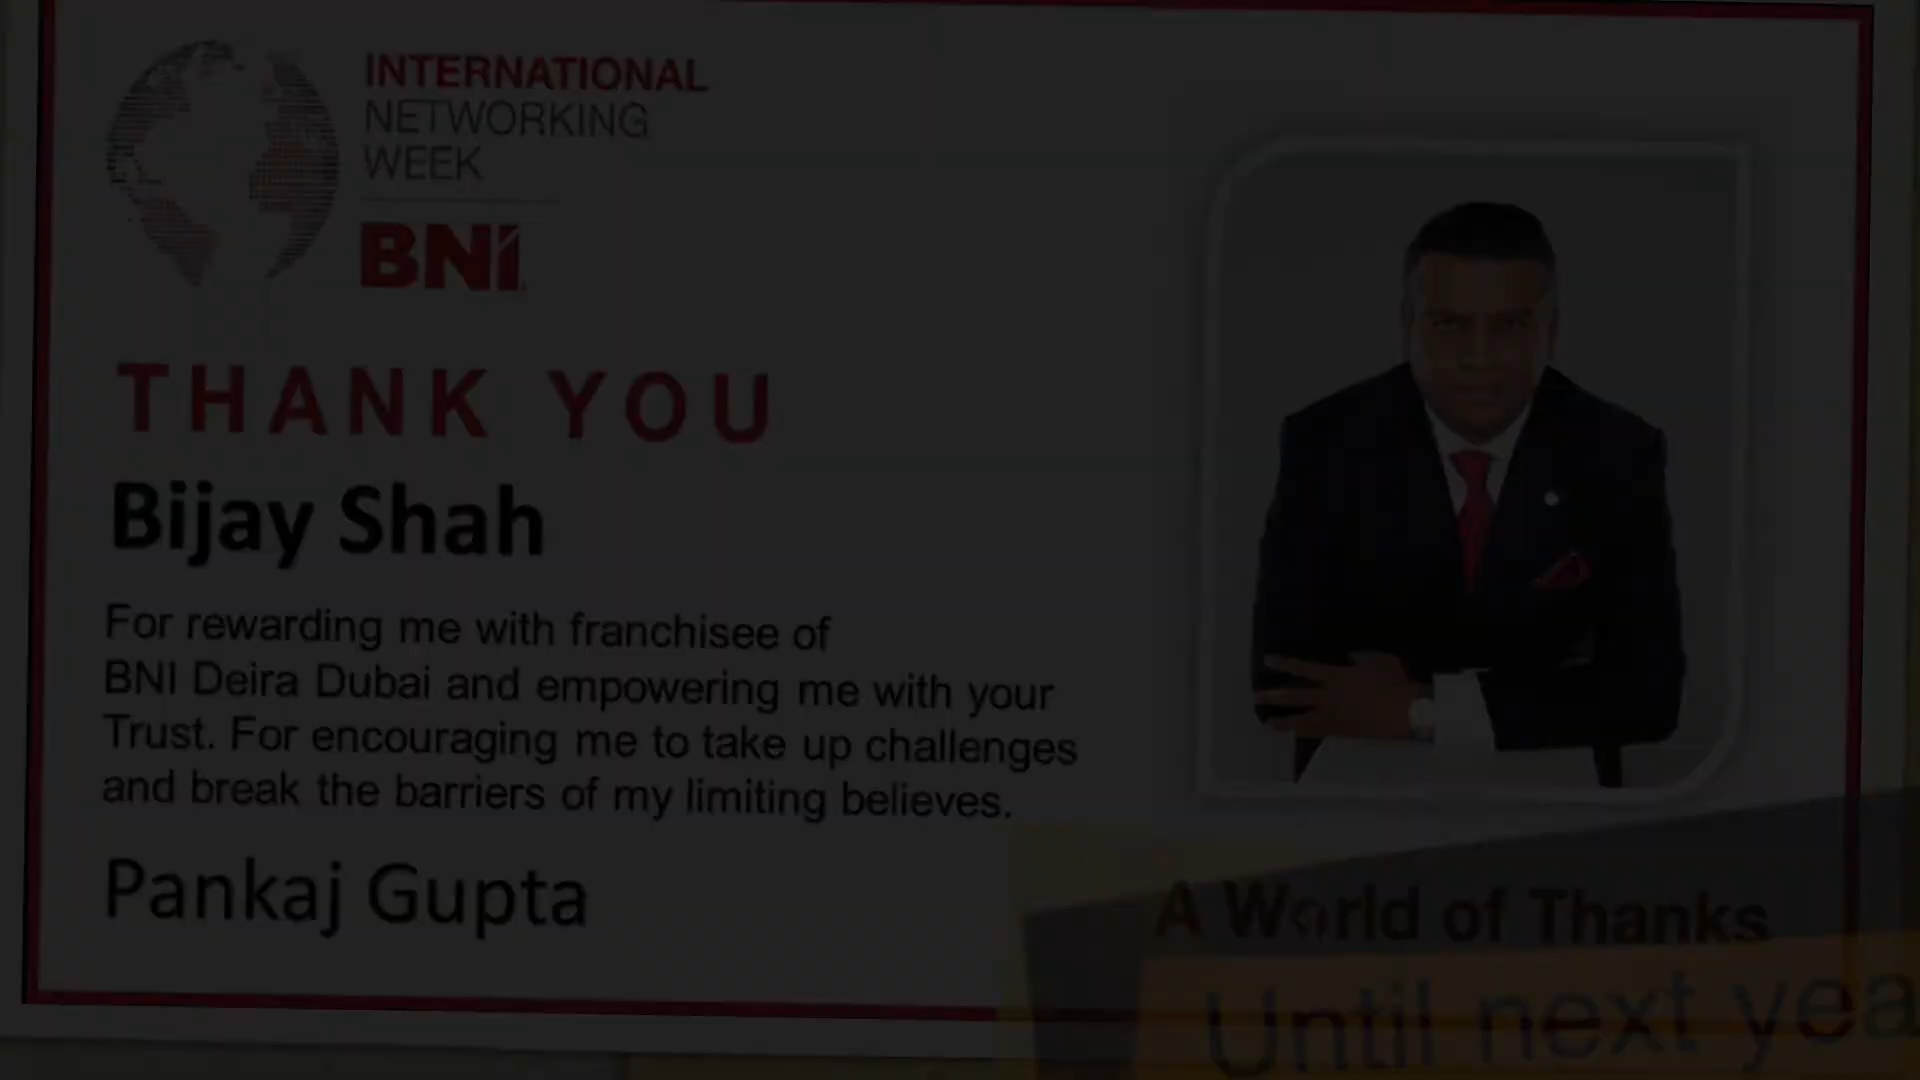 INTERNATIONAL
NETWORKING
WEEK
BNI
THANK YOU
Bijay Shah
For rewarding me with franchisee of
BNI Deira Dubai and empowering me with your
Trust. For encouraging me to take up challenges
and break the barriers of my limiting believes.
Pankaj Gupta
A World of Thanks
Until next yea